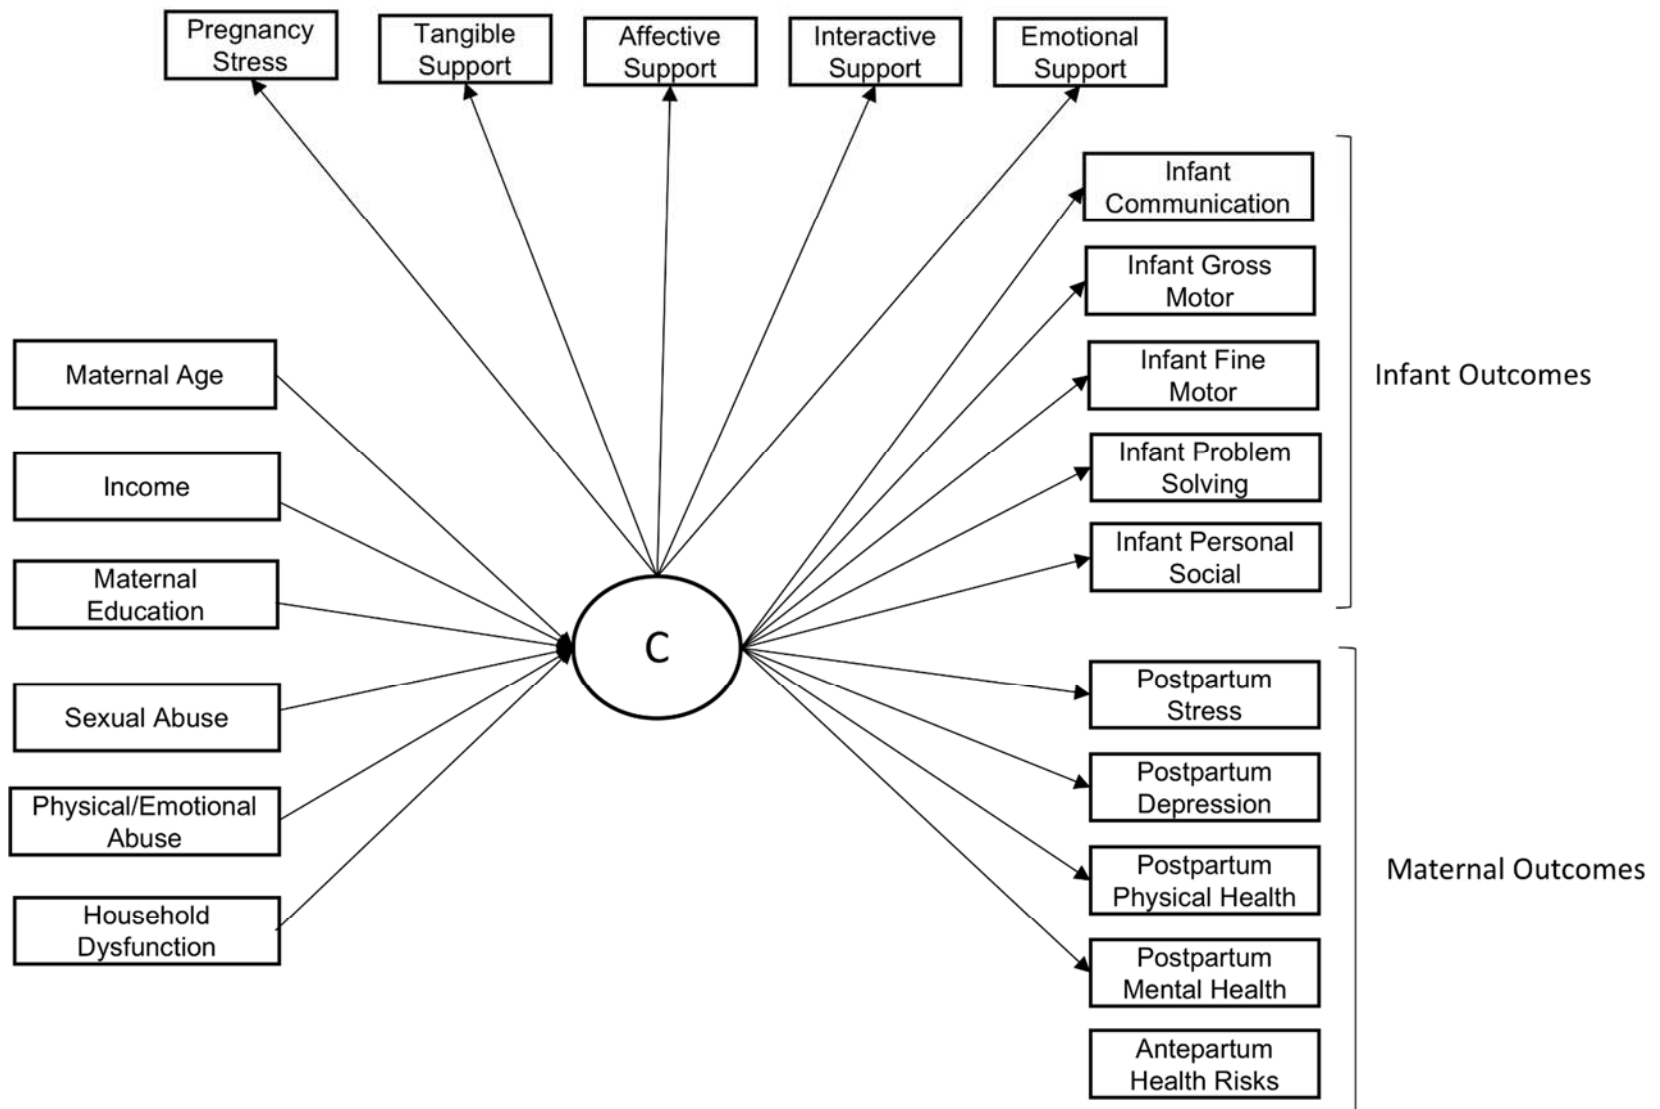 Pregnancy
Stress
Tangible
Support
Affective
Support
Interactive
Support
Emotional
Support
Infant
Communication
Infant Gross
Motor
Infant Fine
Motor
Infant Problem
Solving
Infant Personal
Social
Infant Outcomes
Maternal Age
Income
Maternal
Education
Sexual Abuse
Physical/Emotional
Abuse
Household
Dysfunction
C
Postpartum
Stress
Postpartum
Depression
Postpartum
Physical Health
Postpartum
Mental Health
Antepartum
Health Risks
Maternal Outcomes